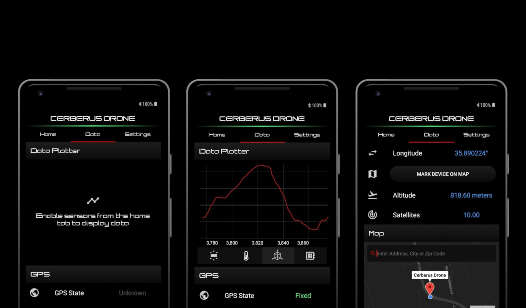 100%
CERBERUS DRONE
Home Data Settings
Data Plotter
Enable sensors from the home
tab to display data
GPS
GPS State Unknown
100%
CERBERUS DRONE
Home Data Settings
Data Plotter
3,780 3,800 3,820 3,840 3,860
GPS
GPS State Fixed
100%
CERBERUS DRONE
Home Data Settings
Longitude 35.890224°
MARK DEVICE ON MAP
Altitude 818.60 meters
Satellites 10.00
Map
Enter Address, City or Zip Code
Cerberus Drone